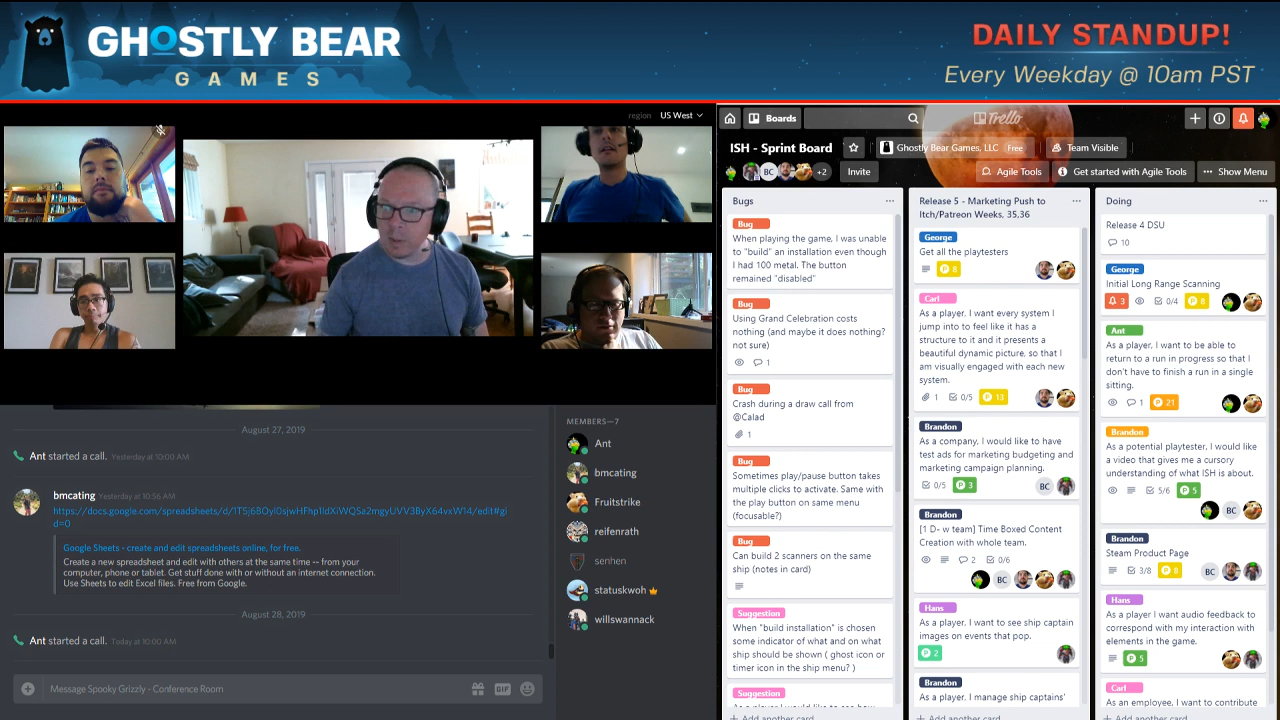 GHOSTLY BEAR
GAMES
DAILY STANDUP!
Every Weekday @ 10am PST
region US West
August 27, 2019
Ant started a call. Yesterday at 10:00 AM
bmcating Yesterday at 10:56 AM
Google Sheets - create and edit spreadsheets online, for free.
Create a new spreadsheet and edit with others at the same time -- from your
computer, phone or tablet. Get stuff done with or without an internet connection.
Use Sheets to edit Excel files. Free from Google.
August 28, 2019
Ant started a call. Today at 10:00 AM
Message Spooky Grizzly - Conference Room
GIF
MEMBERS—7
Ant
bmcating
Fruitstrike
reifenrath
senhen
statuskwoh
willswannack
Boards
Trello
ISH - Sprint Board
Ghostly Bear Games, LLC Free
Team Visible
BC
+2
Invite
Agile Tools
Get started with Agile Tools
Show Menu
Bugs
Bug
When playing the game, I was unable
to "build" an installation even though
I had 100 metal. The button
remained "disabled"
Bug
Using Grand Celebration costs
nothing (and maybe it does nothing?
not sure)
1
Bug
Crash during a draw call from
@Calad
1
Bug
Sometimes play/pause button takes
multiple clicks to activate. Same with
the play button on same menu
(focusable?)
Bug
Can build 2 scanners on the same
ship (notes in card)
Suggestion
When "build installation" is chosen
some indicator of what and on what
ship should be shown ( ghost icon or
timer icon in the ship menu? )
Suggestion
+ Add another card
Release 5 - Marketing Push to
Itch/Patreon Weeks, 35,36
George
Get all the playtesters
P 8
Carl
As a player, I want every system I
jump into to feel like it has a
structure to it and it presents a
beautiful dynamic picture, so that I
am visually engaged with each new
system.
1 0/5 P 13
Brandon
As a company, I would like to have
test ads for marketing budgeting and
marketing campaign planning.
0/5 P 3 BC
Brandon
[1 D- w team] Time Boxed Content
Creation with whole team.
2 0/6
BC
Hans
As a player, I want to see ship captain
images on events that pop.
P 2
Brandon
As a player, I manage ship captains'
+ Add another card
Doing
Release 4 DSU
10
George
Initial Long Range Scanning
3 0/4 P 8
Ant
As a player, I want to be able to
return to a run in progress so that I
don't have to finish a run in a single
sitting.
1 P 21
Brandon
As a potential playtester, I would like
a video that gives me a cursory
understanding of what ISH is about.
5/6 P 5
BC
Brandon
Steam Product Page
3/8 P 8 BC
Hans
As a player I want audio feedback to
correspond with my interaction with
elements in the game.
P 5
Carl
As an employee, I want to contribute
+ Add another card